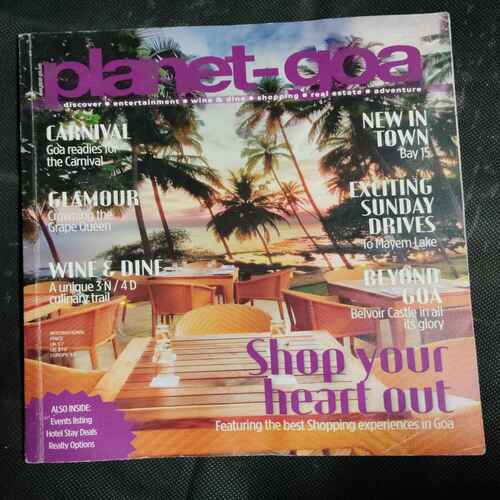 planet-goa
discover ● entertainment ● wine & dine ● shopping ● real estate ● adventure
CARNIVAL
Goa readies for
the Carnival
GLAMOUR
Crowning the
Grape Queen
WINE & DINE
A unique 3 N / 4 D
culinary trail
INTERNATIONAL
PRICE
NEW IN
TOWN
Bay 15
EXCITING
SUNDAY
DRIVES
To Mayem Lake
BEYOND
GOA
Belvoir Castle in all
its glory
Shop your
heart out
Featuring the best Shopping experiences in Goa
ALSO INSIDE:
Events listing
Hotel Stay Deals
Realty Options